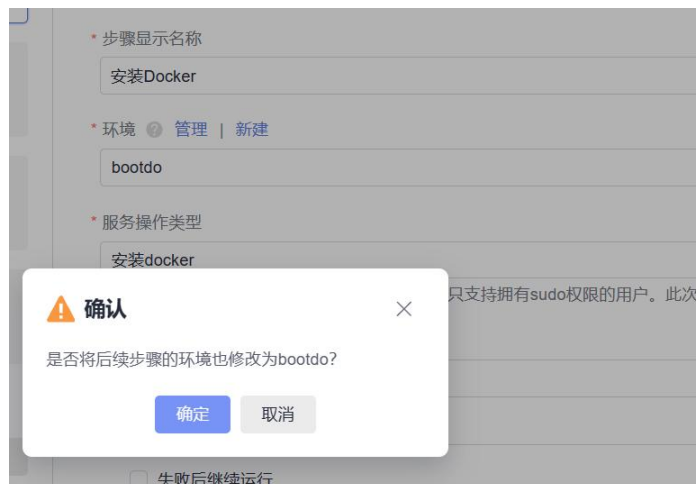 * 步骤显示名称
安装Docker
* 环境 ? 管理 | 新建
bootdo
* 服务操作类型
安装docker
只支持拥有sudo权限的用户。此次
确认
是否将后续步骤的环境也修改为bootdo?
确定 取消
失败后继续运行